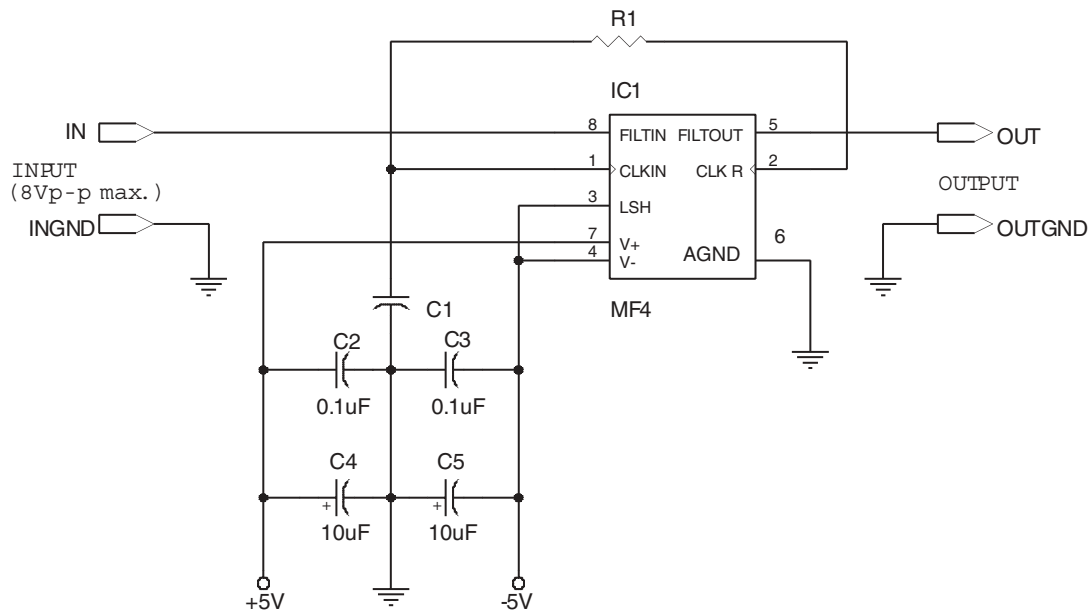 R1
IC1
IN
8 FILTIN FILTOUT 5
OUT
INPUT
(8Vp-p max.)
1 CLKIN CLK R 2
OUTPUT
3 LSH
INGND
OUTGND
7 V+
4 V-
AGND 6
C1
MF4
C2 C3
0.1uF 0.1uF
C4 C5
+ +
10uF 10uF
+5V -5V